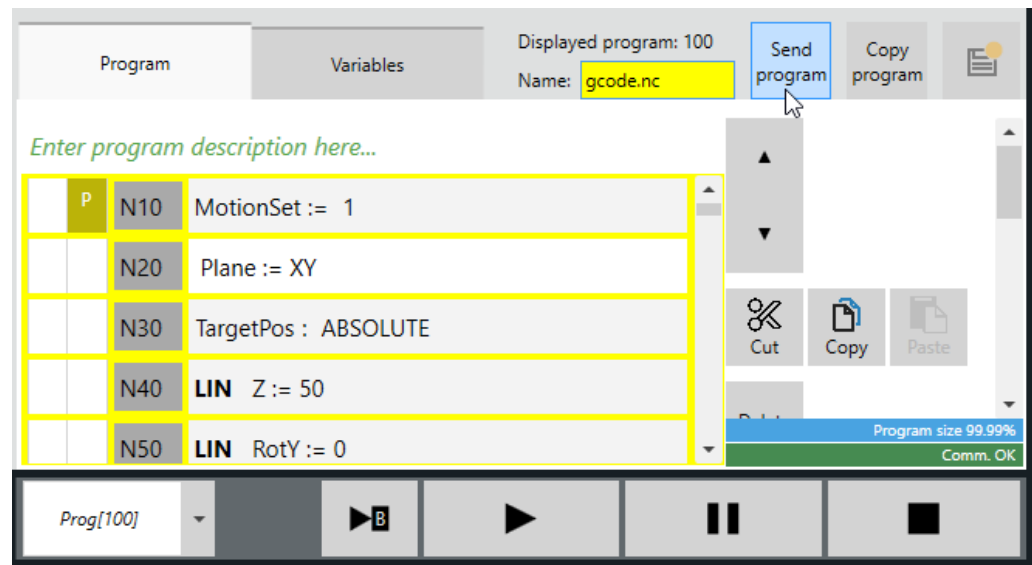 Program
Variables
Displayed program: 100
Name: gcode.nc
Send program
Copy program
Enter program description here...
P N10 MotionSet := 1
N20 Plane := XY
N30 TargetPos : ABSOLUTE
N40 LIN Z := 50
N50 LIN RotY := 0
▲
▼
Cut
Copy
Paste
Program size 99.99%
Comm. OK
Prog[100]
B